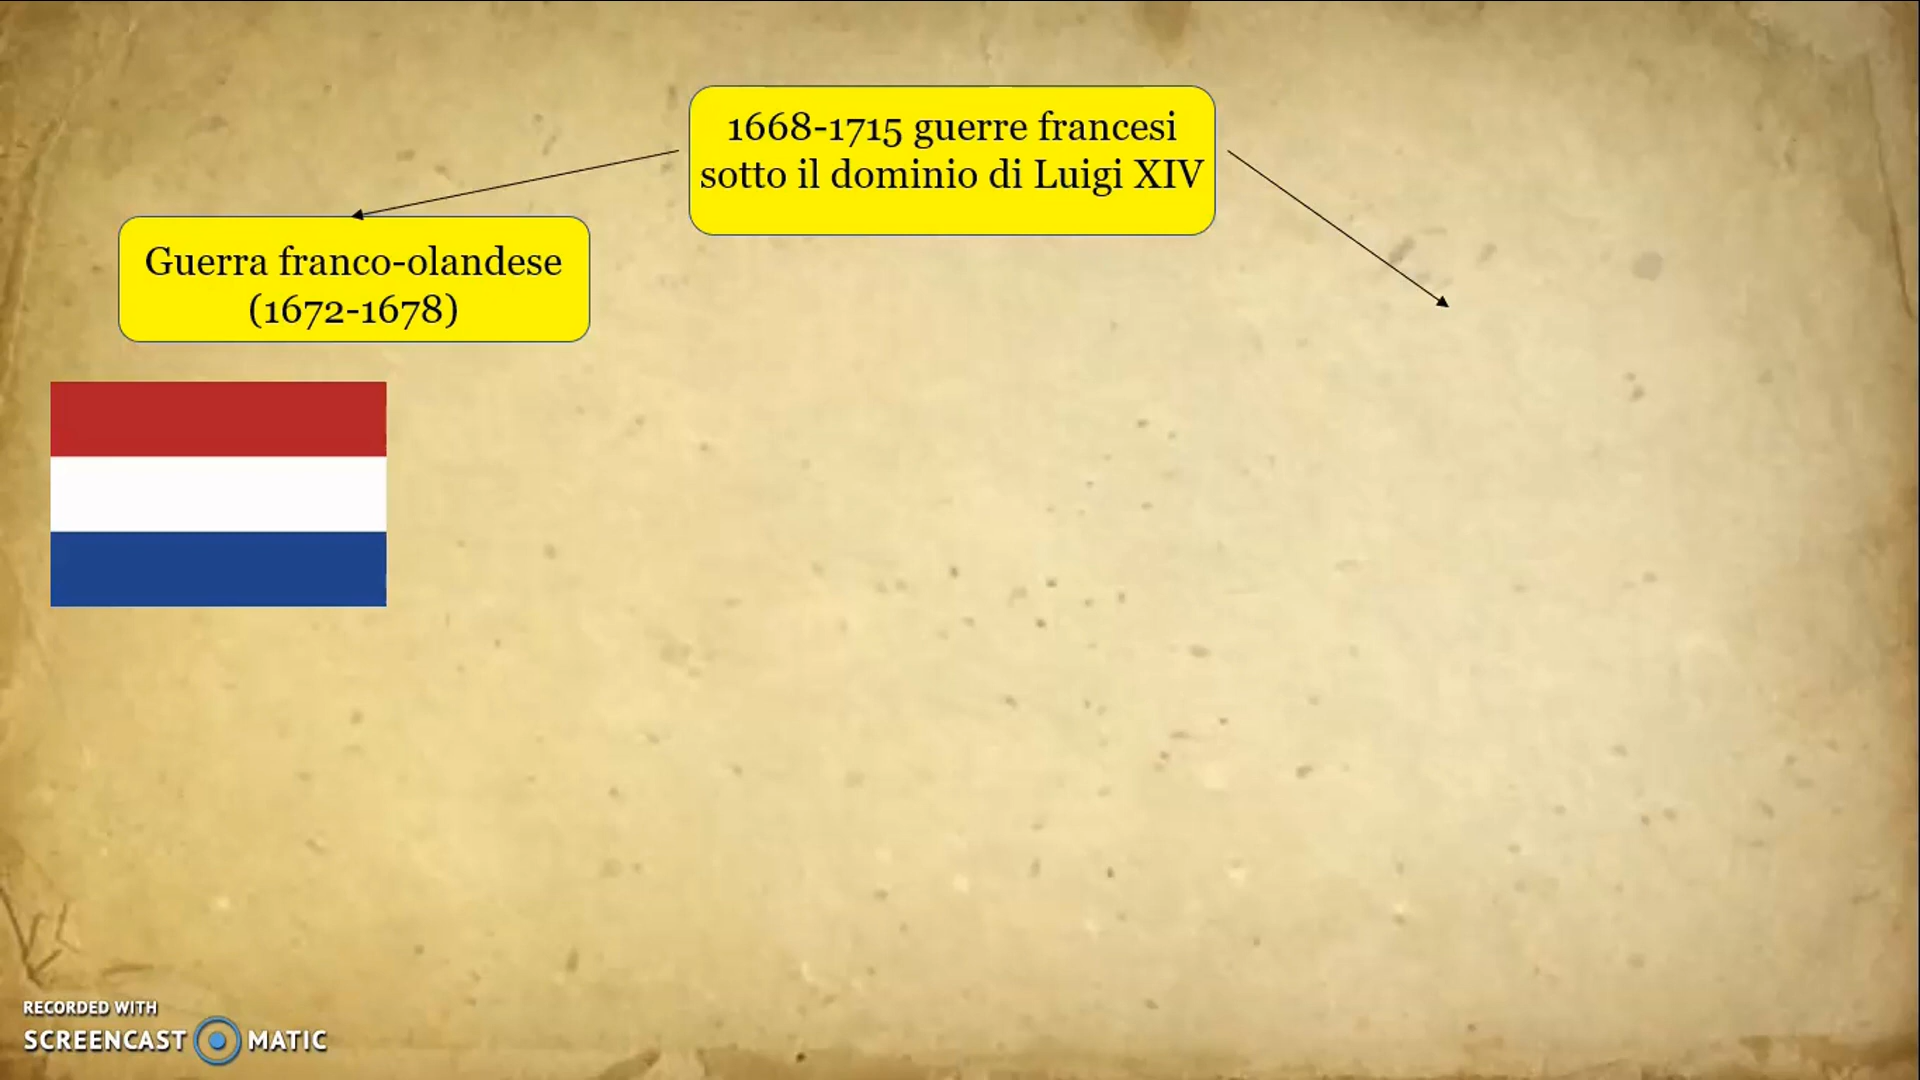 1668-1715 guerre francesi
sotto il dominio di Luigi XIV
Guerra franco-olandese
(1672-1678)
RECORDED WITH
SCREENCAST MATIC